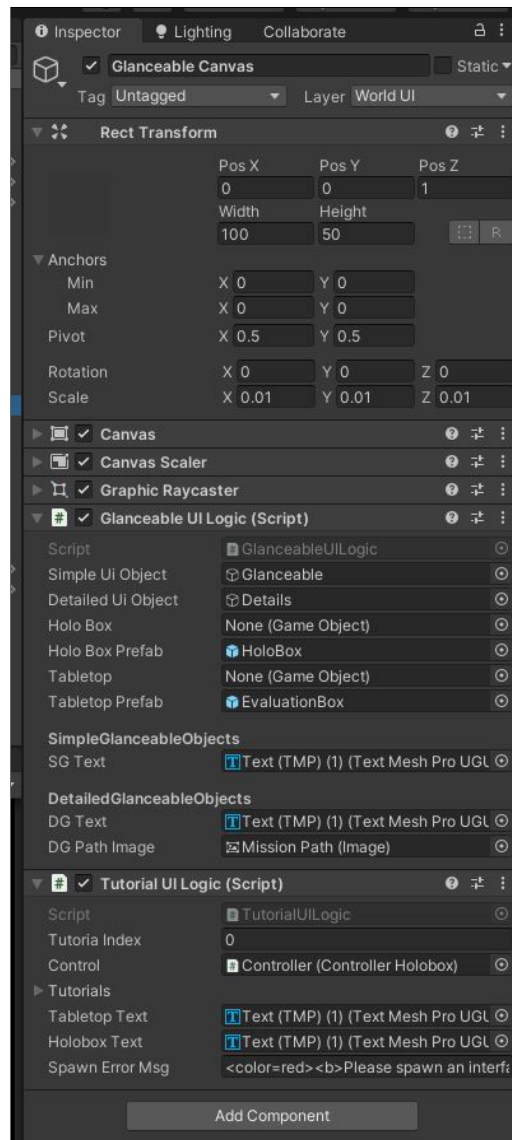 Inspector Lighting Collaborate
Glanceable Canvas Static
Tag Untagged Layer World UI
Rect Transform
Pos X Pos Y Pos Z
0 0 1
Width Height
100 50 R
Anchors
Min X 0 Y 0
Max X 0 Y 0
Pivot X 0.5 Y 0.5
Rotation X 0 Y 0 Z 0
Scale X 0.01 Y 0.01 Z 0.01
Canvas
Canvas Scaler
Graphic Raycaster
# Glanceable UI Logic (Script)
Script GlanceableUILogic
Simple Ui Object Glanceable
Detailed Ui Object Details
Holo Box None (Game Object)
Holo Box Prefab HoloBox
Tabletop None (Game Object)
Tabletop Prefab EvaluationBox
SimpleGlanceableObjects
SG Text Text (TMP) (1) (Text Mesh Pro UGU
DetailedGlanceableObjects
DG Text Text (TMP) (1) (Text Mesh Pro UGU
DG Path Image Mission Path (Image)
# Tutorial UI Logic (Script)
Script TutorialUILogic
Tutoria Index 0
Control Controller (Controller Holobox)
Tutorials
Tabletop Text Text (TMP) (1) (Text Mesh Pro UGU
Holobox Text Text (TMP) (1) (Text Mesh Pro UGU
Spawn Error Msg <color=red><b>Please spawn an interfa
Add Component